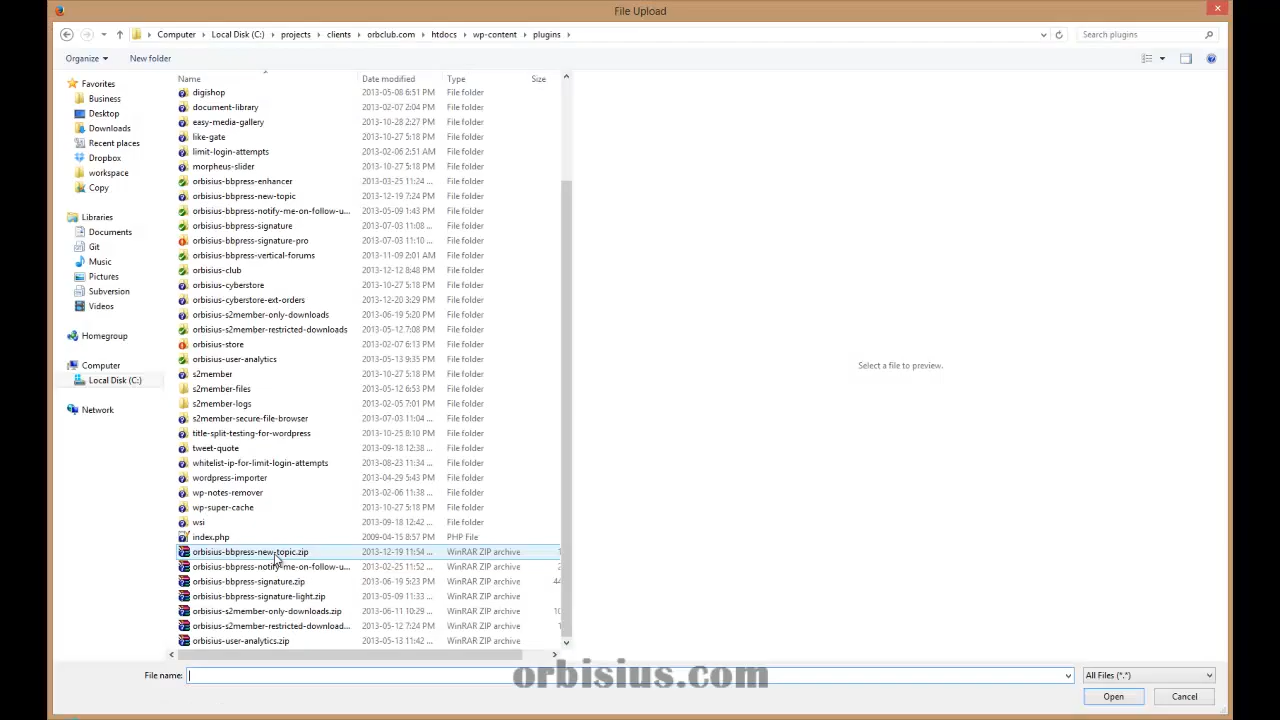 File Upload
Computer Local Disk (C:) projects clients orbclub.com htdocs wp-content plugins Search plugins
Organize New folder
Favorites
Business
Desktop
Downloads
Recent places
Dropbox
workspace
Copy
Libraries
Documents
Git
Music
Pictures
Subversion
Videos
Homegroup
Computer
Local Disk (C:)
Network
Name Date modified Type Size
digishop 2013-05-08 6:51 PM File folder
document-library 2013-02-07 2:04 PM File folder
easy-media-gallery 2013-10-28 2:27 PM File folder
like-gate 2013-10-27 5:18 PM File folder
limit-login-attempts 2013-02-06 2:51 AM File folder
morpheus-slider 2013-10-27 5:18 PM File folder
orbisius-bbpress-enhancer 2013-03-25 11:24 ... File folder
orbisius-bbpress-new-topic 2013-12-19 7:24 PM File folder
orbisius-bbpress-notify-me-on-follow-u... 2013-05-09 1:43 PM File folder
orbisius-bbpress-signature 2013-07-03 11:08 ... File folder
orbisius-bbpress-signature-pro 2013-07-03 11:10 ... File folder
orbisius-bbpress-vertical-forums 2013-11-09 2:01 AM File folder
orbisius-club 2013-12-12 8:48 PM File folder
orbisius-cyberstore 2013-10-27 5:18 PM File folder
orbisius-cyberstore-ext-orders 2013-12-20 3:29 PM File folder
orbisius-s2member-only-downloads 2013-06-19 5:20 PM File folder
orbisius-s2member-restricted-downloads 2013-05-12 7:08 PM File folder
orbisius-store 2013-02-07 6:13 PM File folder
orbisius-user-analytics 2013-05-13 9:35 PM File folder
s2member 2013-10-27 5:18 PM File folder
s2member-files 2013-05-12 6:53 PM File folder
s2member-logs 2013-02-05 7:01 PM File folder
s2member-secure-file-browser 2013-07-03 11:04 ... File folder
title-split-testing-for-wordpress 2013-10-25 8:10 PM File folder
tweet-quote 2013-09-18 12:38 ... File folder
whitelist-ip-for-limit-login-attempts 2013-08-23 11:34 ... File folder
wordpress-importer 2013-04-29 5:43 PM File folder
wp-notes-remover 2013-02-06 11:38 ... File folder
wp-super-cache 2013-10-27 5:18 PM File folder
wsi 2013-09-18 12:42 ... File folder
index.php 2009-04-15 8:57 PM PHP File
orbisius-bbpress-new-topic.zip 2013-12-19 11:54 ... WinRAR ZIP archive 1
orbisius-bbpress-notify-me-on-follow-u... 2013-02-25 11:52 ... WinRAR ZIP archive 2
orbisius-bbpress-signature.zip 2013-06-19 5:23 PM WinRAR ZIP archive 44
orbisius-bbpress-signature-light.zip 2013-05-09 11:33 ... WinRAR ZIP archive
orbisius-s2member-only-downloads.zip 2013-06-11 10:29 ... WinRAR ZIP archive 10
orbisius-s2member-restricted-download... 2013-05-12 7:24 PM WinRAR ZIP archive 1
orbisius-user-analytics.zip 2013-05-13 11:42 ... WinRAR ZIP archive
Select a file to preview.
File name: All Files (*.*)
orbisius.com
Open Cancel